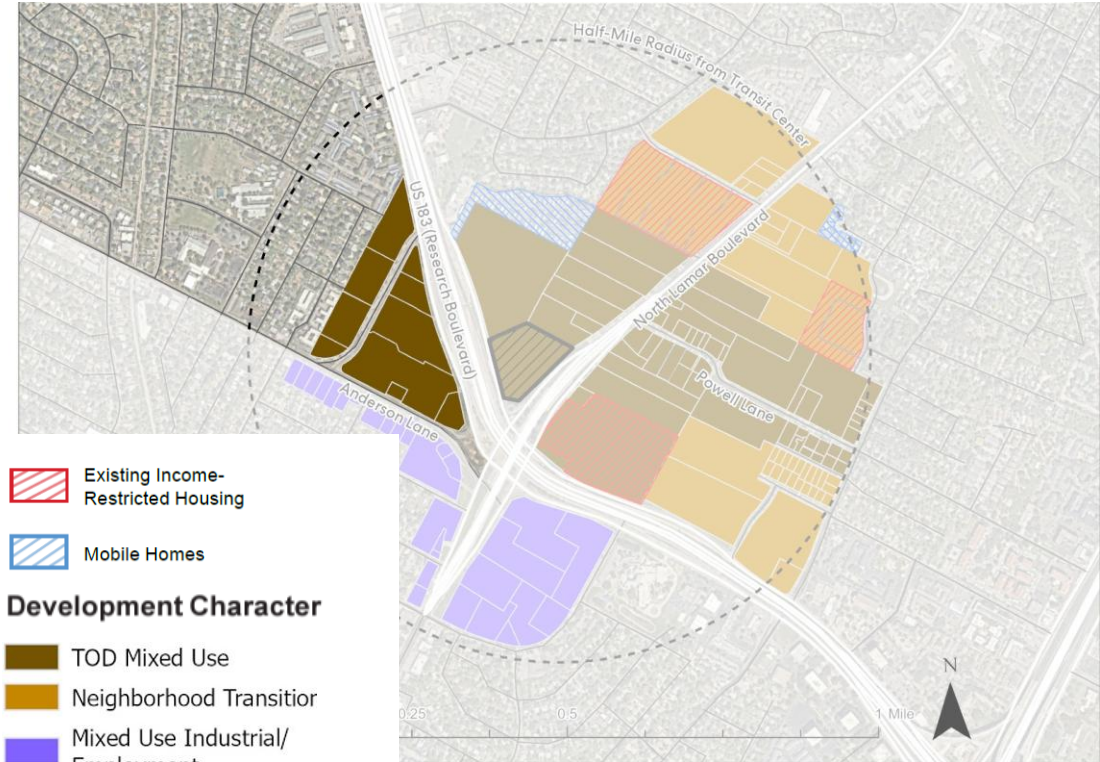 Half-Mile Radius from Transit Center
US 183 (Research Boulevard)
North Lamar Boulevard
Powell Lane
Anderson Lane
Existing Income-
Restricted Housing
Mobile Homes
Development Character
TOD Mixed Use
Neighborhood Transitior
Mixed Use Industrial/
Employment
0.25
0.5
1 Mile
N